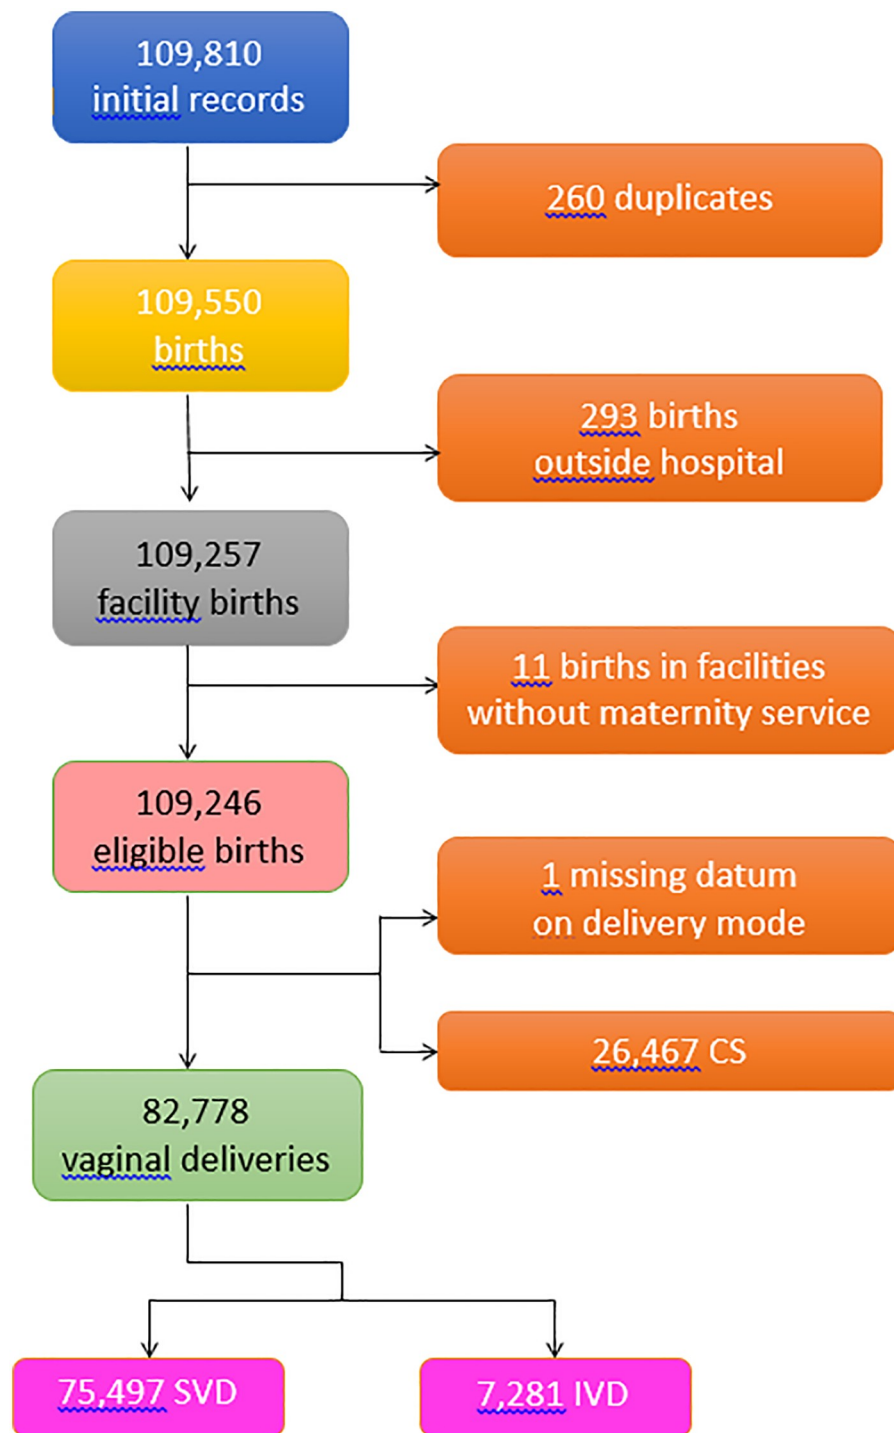 109,810
initial records
260 duplicates
109,550
births
293 births
outside hospital
109,257
facility births
11 births in facilities
without maternity service
109,246
eligible births
1 missing datum
on delivery mode
26,467 CS
82,778
vaginal deliveries
75,497 SVD
7,281 IVD